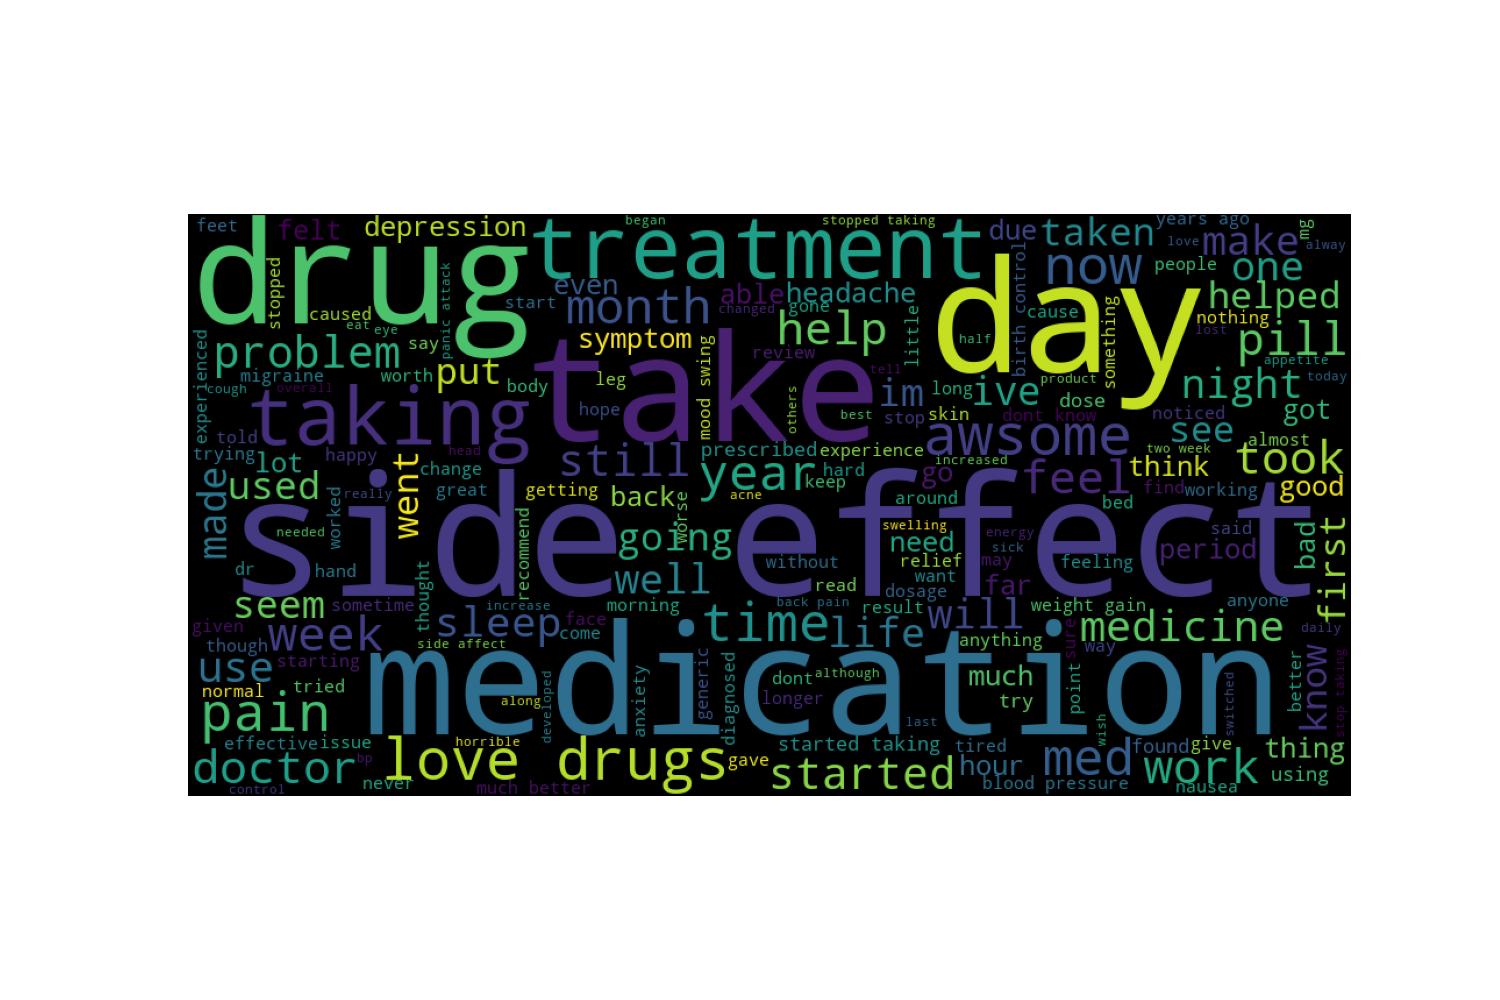 feet
felt
depression
began
stopped taking
due
taken
years ago
love
make
mg
alway
drug
treatment
day
now
people
one
stopped
caused
eat
eye
panic attack
start
even
month
able
changed
headache
gone
little
birth control
cause
something
nothing
lost
helped
pill
problem
say
symptom
help
half
appetite
experienced
migraine
cough
overall
worth
put
body
leg
mood swing
review
take
tell
im
long
ive
product
dose
night
today
taking
hope
others
best
stop
skin
dont know
noticed
got
told
trying
happy
head
still
prescribed
experience
awsome
see
almost
two week
lot
change
year
hard
keep
go
increased
feel
think
took
made
used
really
went
great
getting
back
worse
acne
around
bed
find
working
good
needed
worked
side effect
recommend
going
swelling
need
energy
sick
said
period
bad
first
dr
hand
thought
well
without
relief
may
feeling
read
want
dosage
far
seem
sometime
increase
morning
back pain
result
will
weight gain
anyone
given
week
sleep
face
come
time
life
anything
sure
way
medicine
daily
though
side affect
use
starting
medication
know
normal
tried
along
developed
anxiety
generic
diagnosed
dont
although
longer
much
try
point
better
switched
stop taking
pain
last
wish
effective
issue
bp
horrible
love drugs
gave
started taking
tired
found
give
thing
doctor
never
started
hour
med
work
using
control
much better
blood pressure
nausea